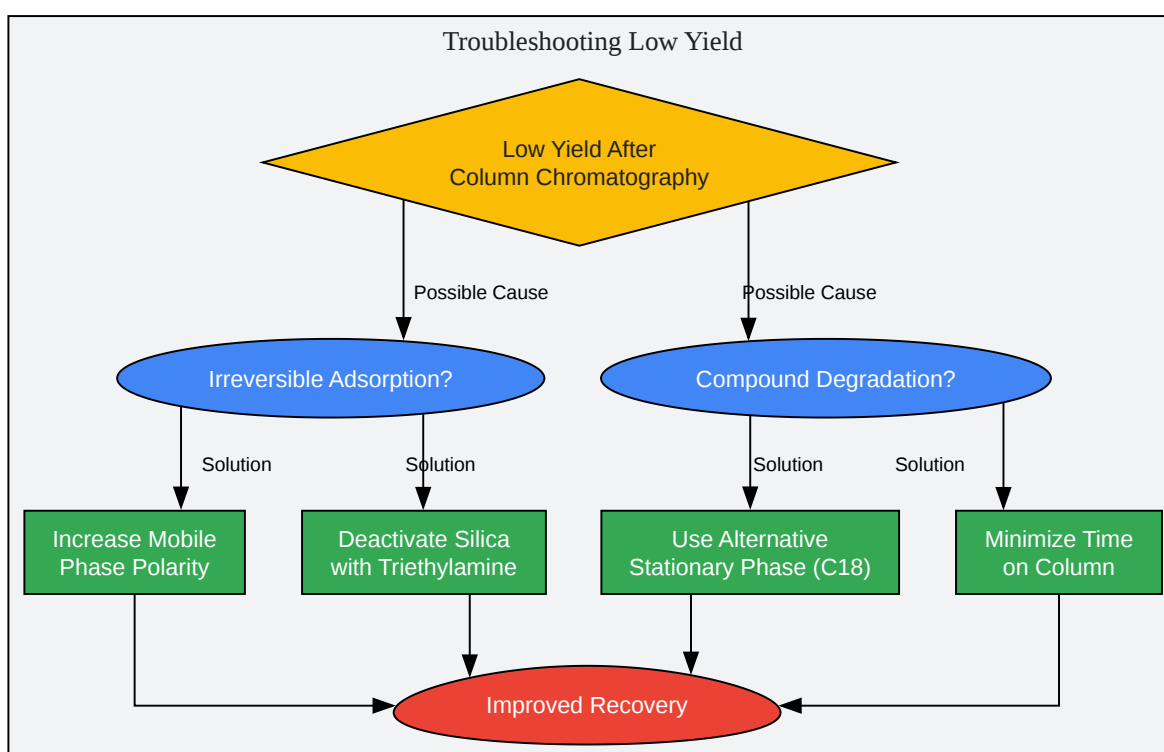 Troubleshooting Low Yield
Low Yield After
Column Chromatography
Possible Cause
Possible Cause
Irreversible Adsorption?
Compound Degradation?
Solution
Solution
Solution
Solution
Increase Mobile
Phase Polarity
Deactivate Silica
with Triethylamine
Use Alternative
Stationary Phase (C18)
Minimize Time
on Column
Improved Recovery